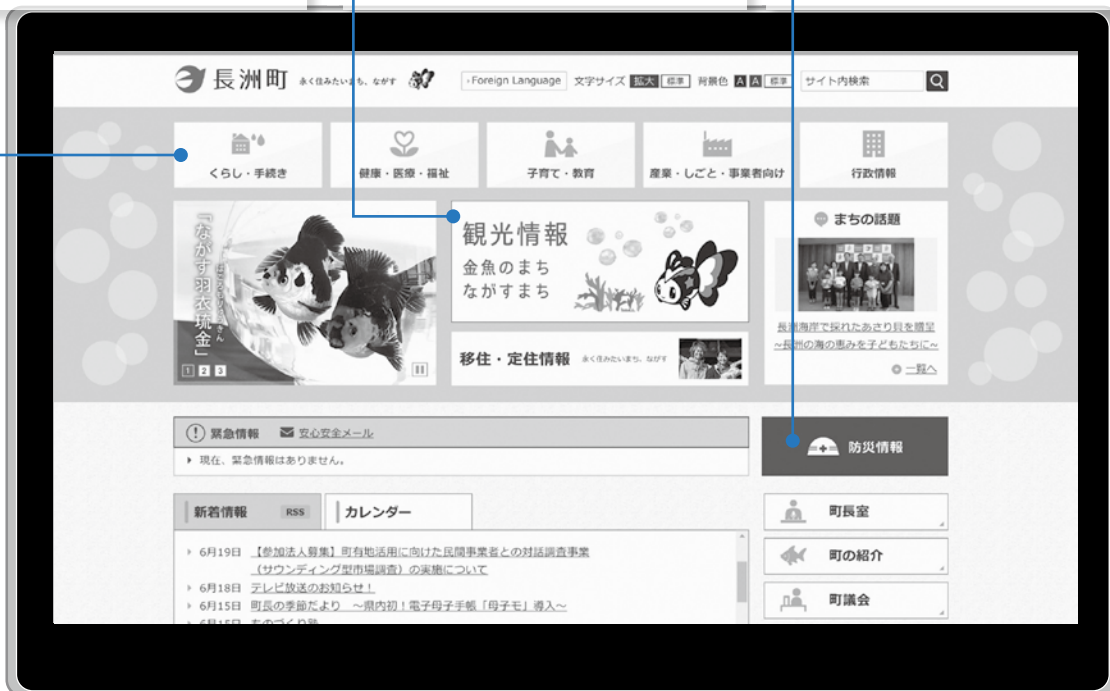 長洲町 永く住みたいまち、ながす
Foreign Language 文字サイズ 拡大 標準 背景色 A A 標準 サイト内検索
くらし・手続き
健康・医療・福祉
子育て・教育
産業・しごと・事業者向け
行政情報
「ながす羽衣琉金」
1 2 3
観光情報
金魚のまち
ながすまち
移住・定住情報 永く住みたいまち、ながす
まちの話題
長洲海岸で採れたあさり貝を贈呈
~長洲の海の恵みを子どもたちに~
一覧へ
緊急情報 安心安全メール
現在、緊急情報はありません。
防災情報
新着情報 RSS カレンダー
6月19日 【参加法人募集】町有地活用に向けた民間事業者との対話調査事業
（サウンディング型市場調査）の実施について
6月18日 テレビ放送のお知らせ！
6月15日 町長の季節だより ～県内初！電子母子手帳「母子モ」導入～
6月15日 ものづくり塾
町長室
町の紹介
町議会